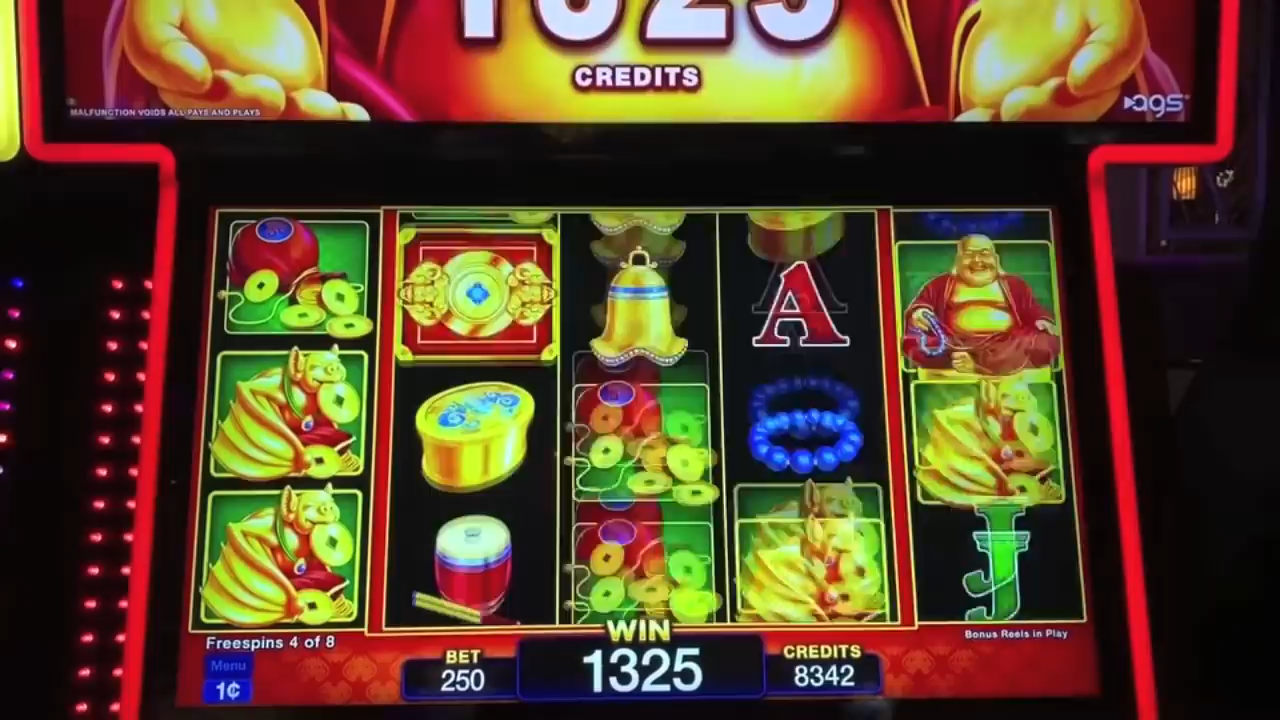 1325
CREDITS
MALFUNCTION VOIDS ALL PAYS AND PLAYS
ags
A
J
Freespins 4 of 8
WIN
Bonus Reels in Play
Menu
1¢
BET
250
1325
CREDITS
8342